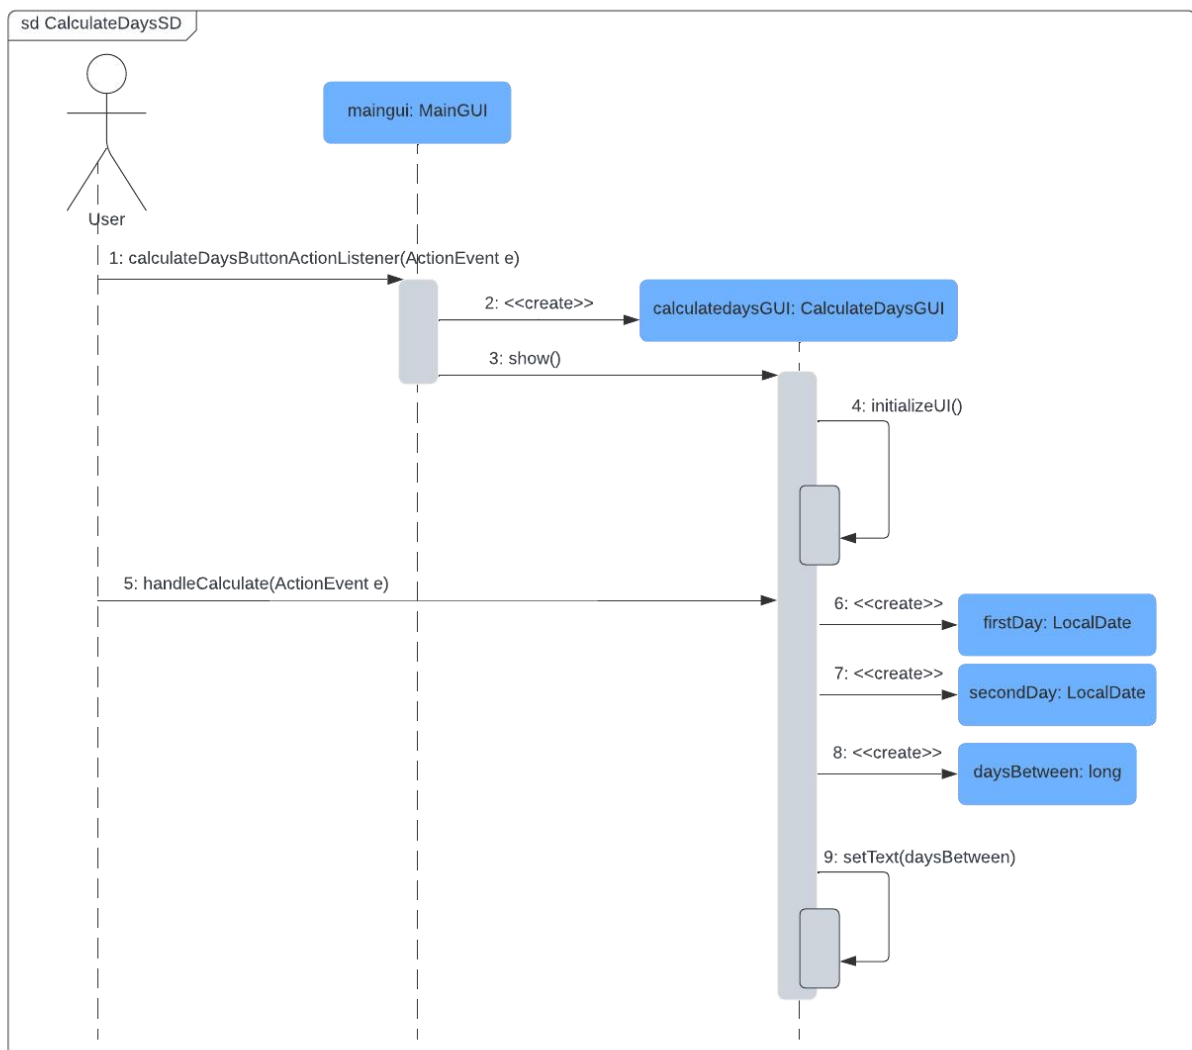 sd CalculateDaysSD
maingui: MainGUI
User
1: calculateDaysButtonActionListener(ActionEvent e)
2: <<create>>
calculatedaysGUI: CalculateDaysGUI
3: show()
4: initializeUI()
5: handleCalculate(ActionEvent e)
6: <<create>>
firstDay: LocalDate
7: <<create>>
secondDay: LocalDate
8: <<create>>
daysBetween: long
9: setText(daysBetween)